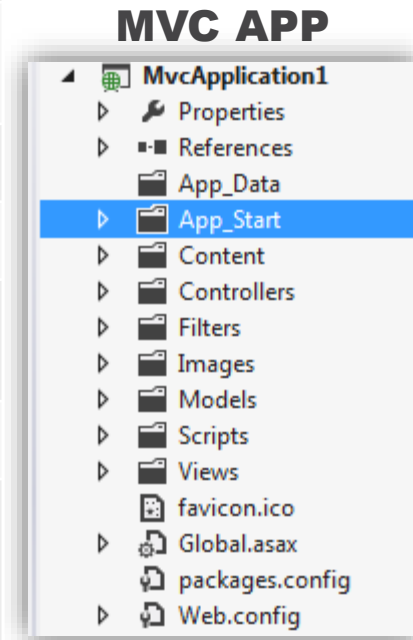 MVC APP
MvcApplication1
Properties
References
App_Data
App_Start
Content
Controllers
Filters
Images
Models
Scripts
Views
favicon.ico
Global.asax
packages.config
Web.config